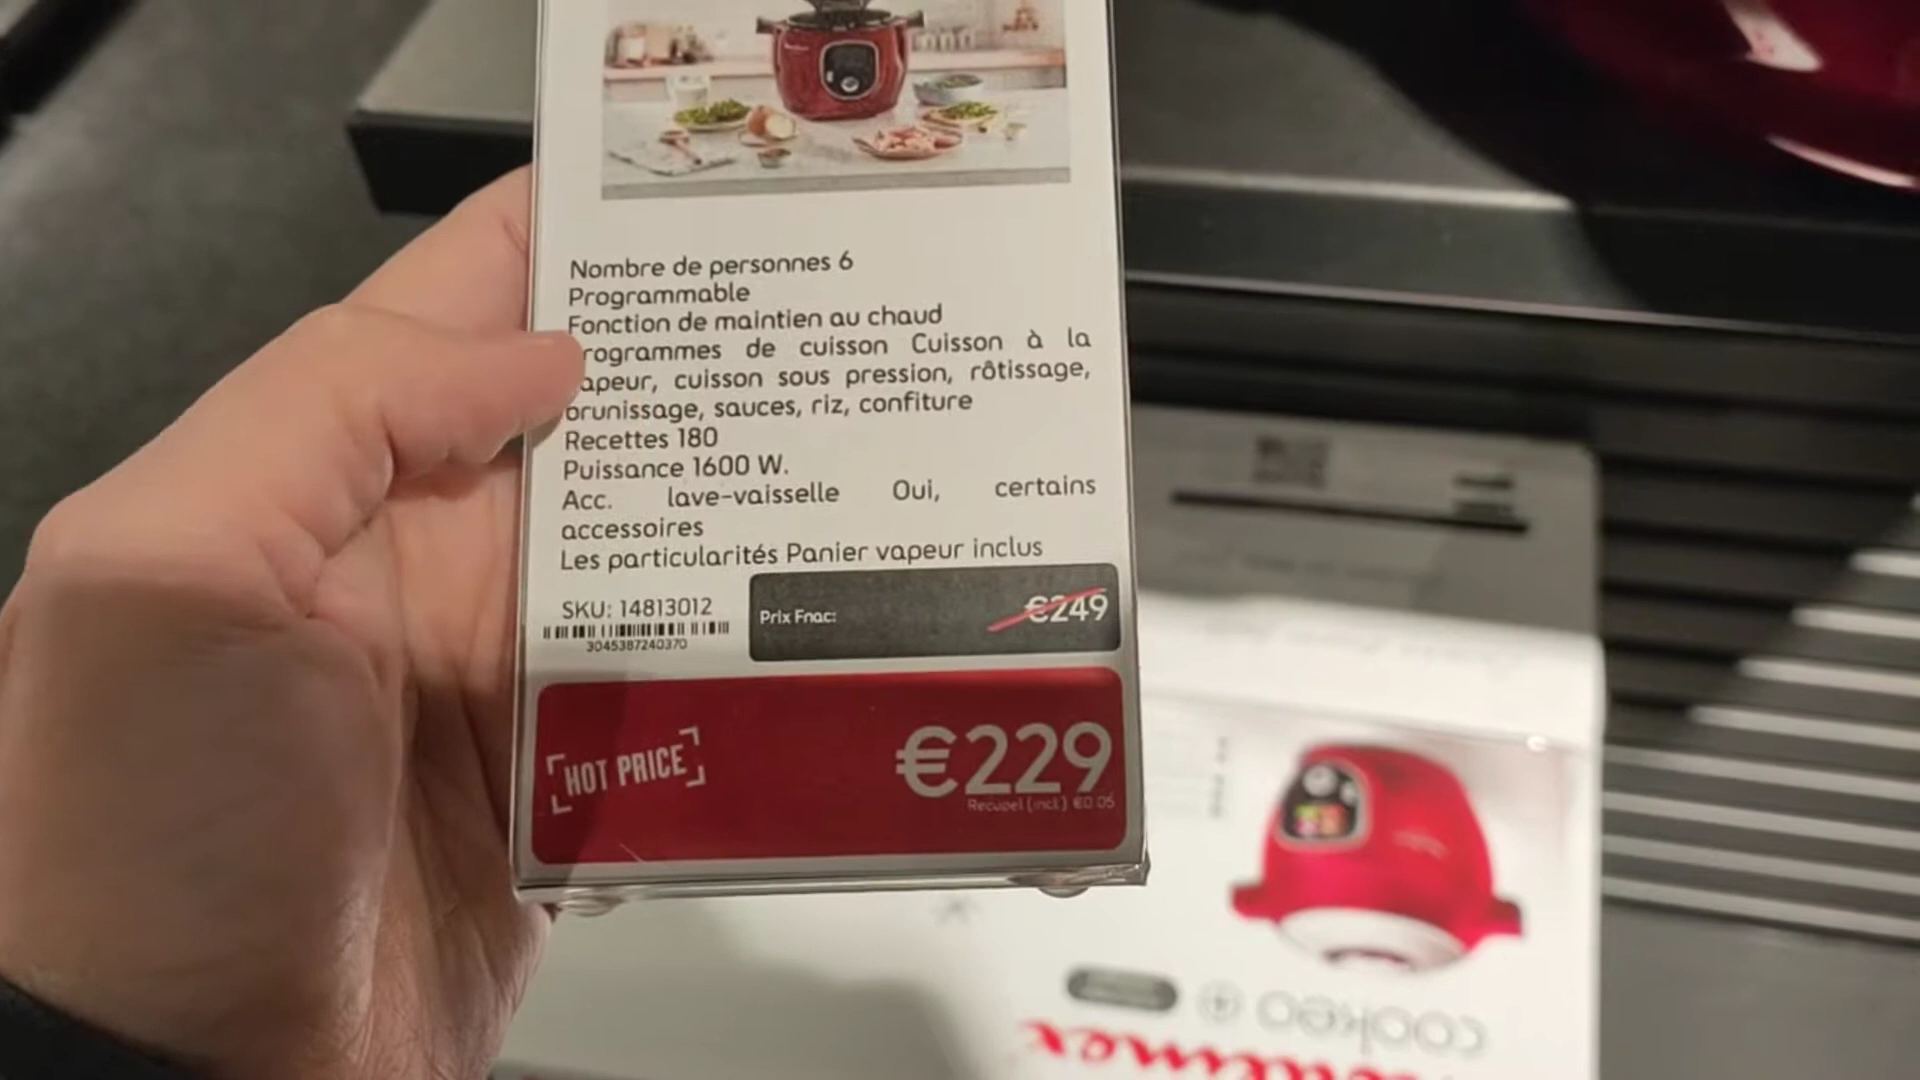 Nombre de personnes 6
Programmable
Fonction de maintien au chaud
rogrammes de cuisson Cuisson à la
apeur, cuisson sous pression, rôtissage,
brunissage, sauces, riz, confiture
Recettes 180
Puissance 1600 W.
Acc. lave-vaisselle Oui, certains
accessoires
Les particularités Panier vapeur inclus
SKU: 14813012
3045387240370
Prix Fnac: €249
HOT PRICE
€229
Recupel (incl.) €0.05
cookeo